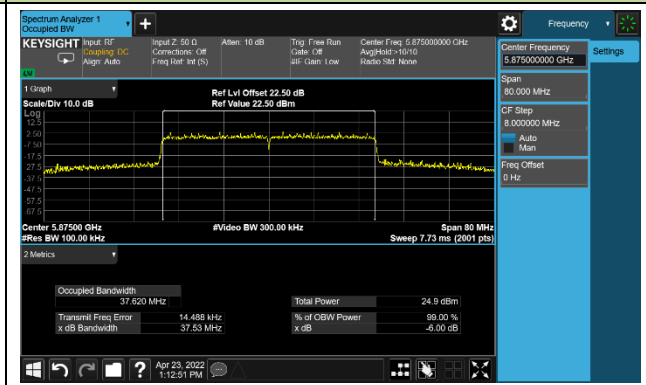 Spectrum Analyzer 1
Occupied BW
+
Frequency
KEYSIGHT
Input: RF
Coupling: DC
Align: Auto
Input Z: 50 Ω
Corrections: Off
Freq Ref: Int (S)
Atten: 10 dB
Trig: Free Run
Gate: Off
#IF Gain: Low
Center Freq: 5.875000000 GHz
Avg|Hold:>10/10
Radio Std: None
Center Frequency
5.875000000 GHz
Settings
Span
80.000 MHz
CF Step
8.000000 MHz
Auto
Man
Freq Offset
0 Hz
1 Graph
Scale/Div 10.0 dB
Ref Lvl Offset 22.50 dB
Ref Value 22.50 dBm
Log
12.5
2.50
-7.50
-17.5
-27.5
-37.5
-47.5
-57.5
-67.5
Center 5.87500 GHz
#Video BW 300.00 kHz
Span 80 MHz
#Res BW 100.00 kHz
Sweep 7.73 ms (2001 pts)
2 Metrics
Occupied Bandwidth
37.620 MHz
Total Power
24.9 dBm
Transmit Freq Error
14.488 kHz
% of OBW Power
99.00 %
x dB Bandwidth
37.53 MHz
x dB
-6.00 dB
?
Apr 23, 2022
1:12:51 PM